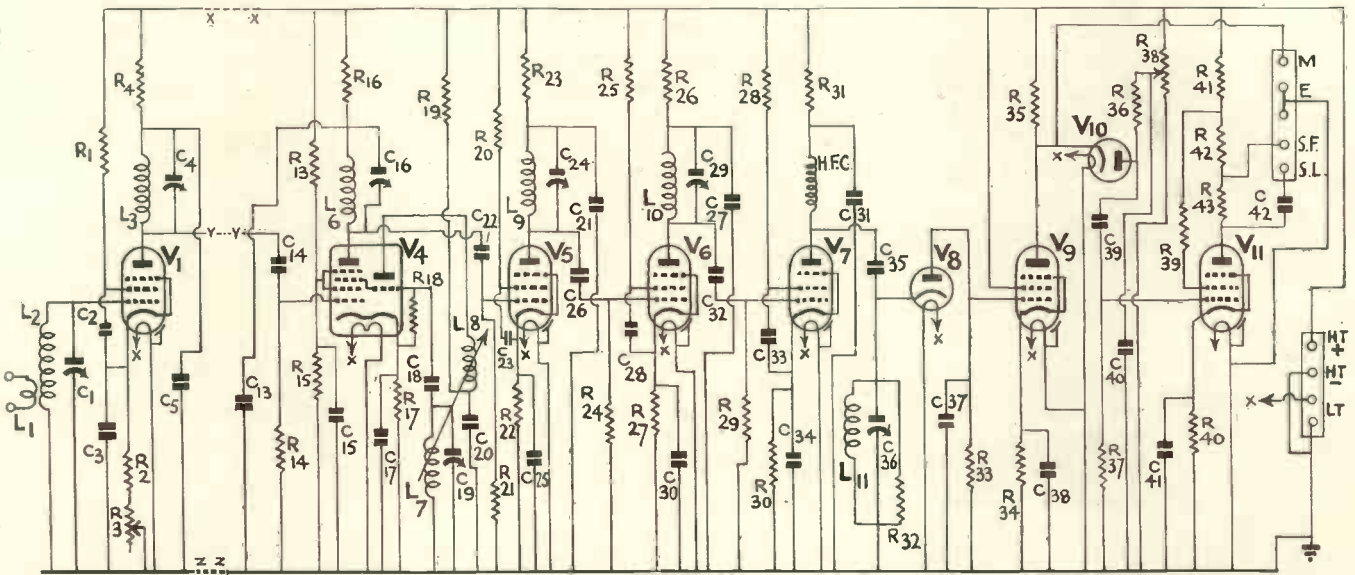 X X
R4
R1
C4
L3
Y Y
V1
L2
C2
C1
L1
C3
R2
R3
X
C5
Z Z
R16
R13
C16
L6
C14
V4
R18
C13
R15
R14
C15
X
C17
R17
C18
L7
C19
C20
L8
R19
R20
C22
R23
C24
L9
C21
V5
C23
X
C26
R22
R21
C25
R25
R26
C29
L10
C27
V6
X
C28
C32
R24
R27
C30
R28
R31
H.F.C.
C31
V7
X
C33
R29
R30
C34
C35
V8
X
L11
C36
R32
C37
R33
R35
V10
X
V9
X
R34
C38
R36
R38
C39
C40
R37
R41
R42
R43
R39
V11
C41
R40
C42
M
E
S.F.
S.L.
HT +
HT -
LT
X